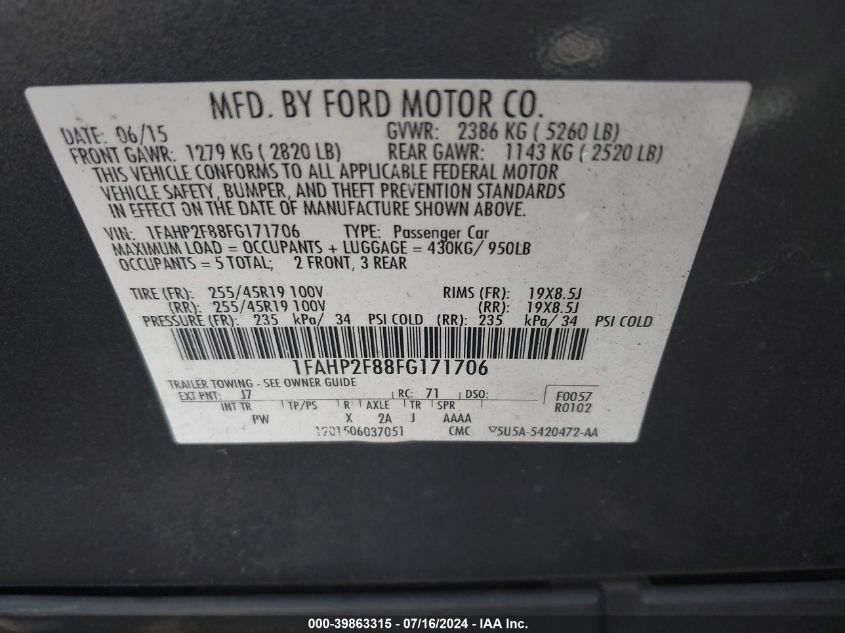 MFD. BY FORD MOTOR CO.
DATE: 06/15 GVWR: 2386 KG ( 5260 LB)
FRONT GAWR: 1279 KG ( 2820 LB) REAR GAWR: 1143 KG ( 2520 LB)
THIS VEHICLE CONFORMS TO ALL APPLICABLE FEDERAL MOTOR
VEHICLE SAFETY, BUMPER, AND THEFT PREVENTION STANDARDS
IN EFFECT ON THE DATE OF MANUFACTURE SHOWN ABOVE.
VIN: 1FAHP2F88FG171706 TYPE: Passenger Car
MAXIMUM LOAD = OCCUPANTS + LUGGAGE = 430KG/ 950LB
OCCUPANTS = 5 TOTAL; 2 FRONT, 3 REAR
TIRE (FR): 255/45R19 100V RIMS (FR): 19X8.5J
(RR): 255/45R19 100V (RR): 19X8.5J
PRESSURE (FR): 235 kPa/ 34 PSI COLD (RR): 235 kPa/ 34 PSI COLD
1FAHP2F88FG171706
TRAILER TOWING - SEE OWNER GUIDE
EXT PNT: J7 RC: 71 DSO: F0057
INT TR TP/PS R AXLE TR SPR R0102
PW X 2A J AAAA
1201506037051 CMC 5U5A-5420472-AA
000-39863315 - 07/16/2024 - IAA Inc.